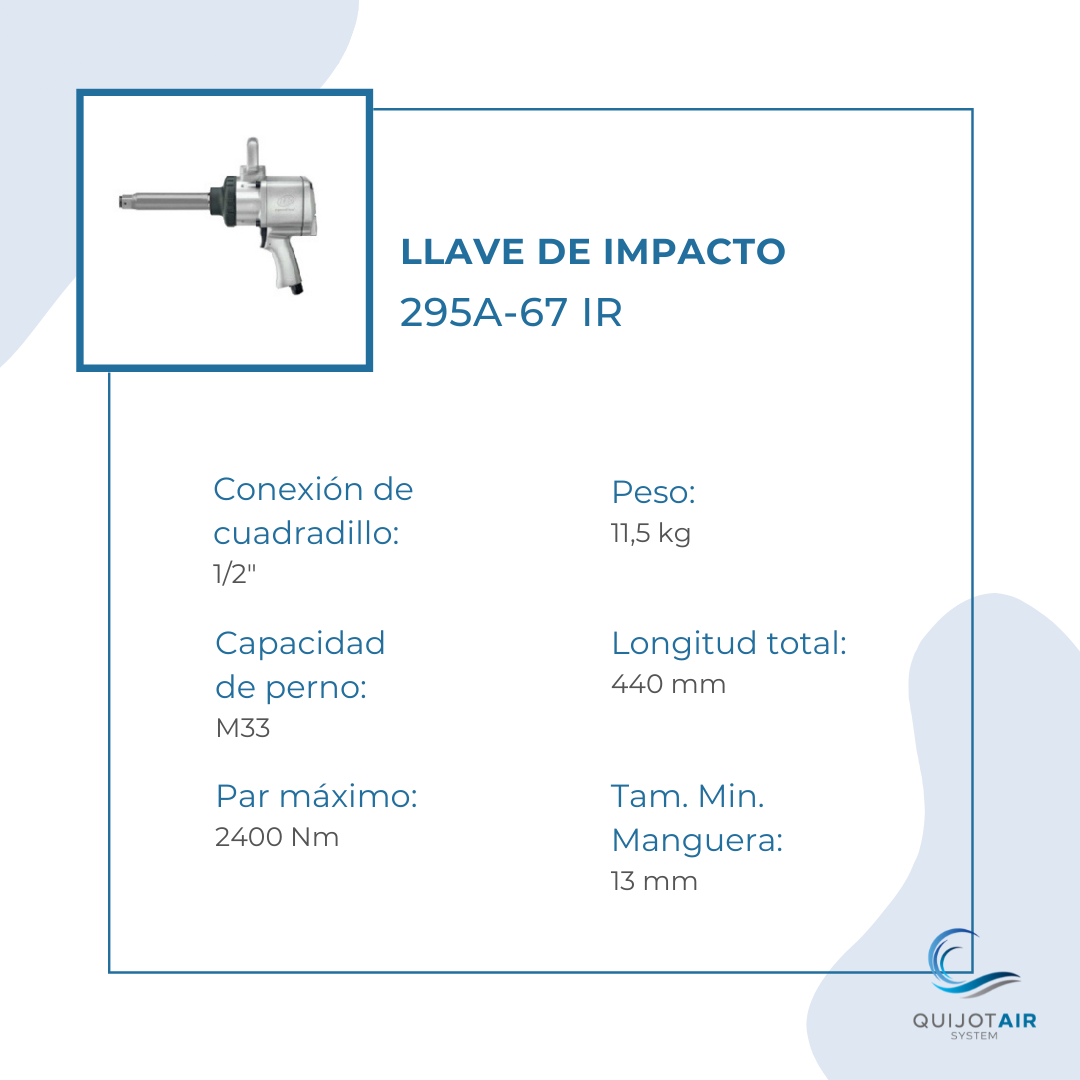 LLAVE DE IMPACTO
295A-67 IR
Conexión de
cuadradillo:
1/2"
Capacidad
de perno:
M33
Par máximo:
2400 Nm
Peso:
11,5 kg
Longitud total:
440 mm
Tam. Min.
Manguera:
13 mm
QUIJOTAIR
SYSTEM